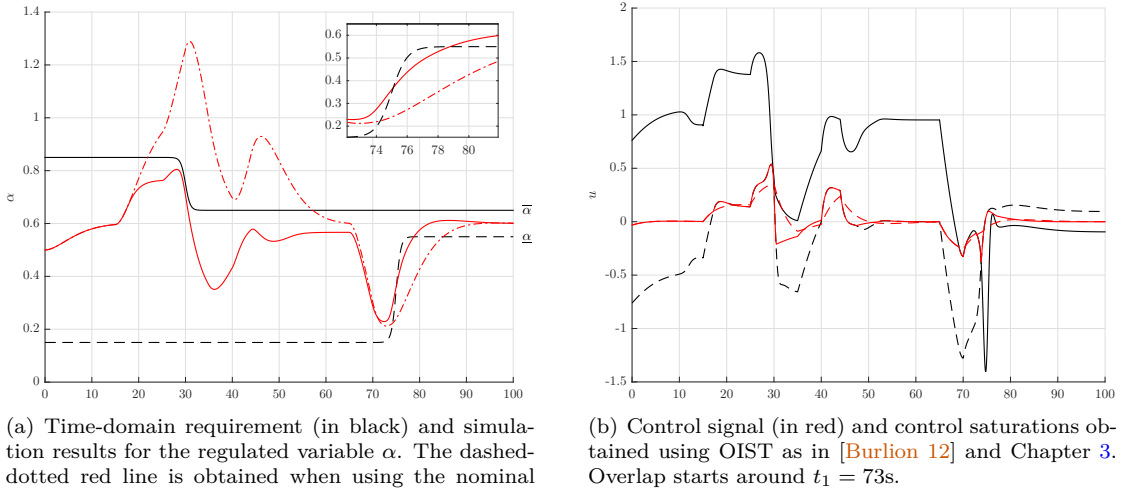 1.4
1.2
1
0.8
0.6
0.4
0.2
0
α
0 10 20 30 40 50 60 70 80 90 100
0.6
0.5
0.4
0.3
0.2
74 76 78 80
α
α
2
1.5
1
0.5
0
-0.5
-1
-1.5
u
0 10 20 30 40 50 60 70 80 90 100
(a) Time-domain requirement (in black) and simula-
tion results for the regulated variable α. The dashed-
dotted red line is obtained when using the nominal
(b) Control signal (in red) and control saturations ob-
tained using OIST as in [Burlion 12] and Chapter 3.
Overlap starts around t₁ = 73s.